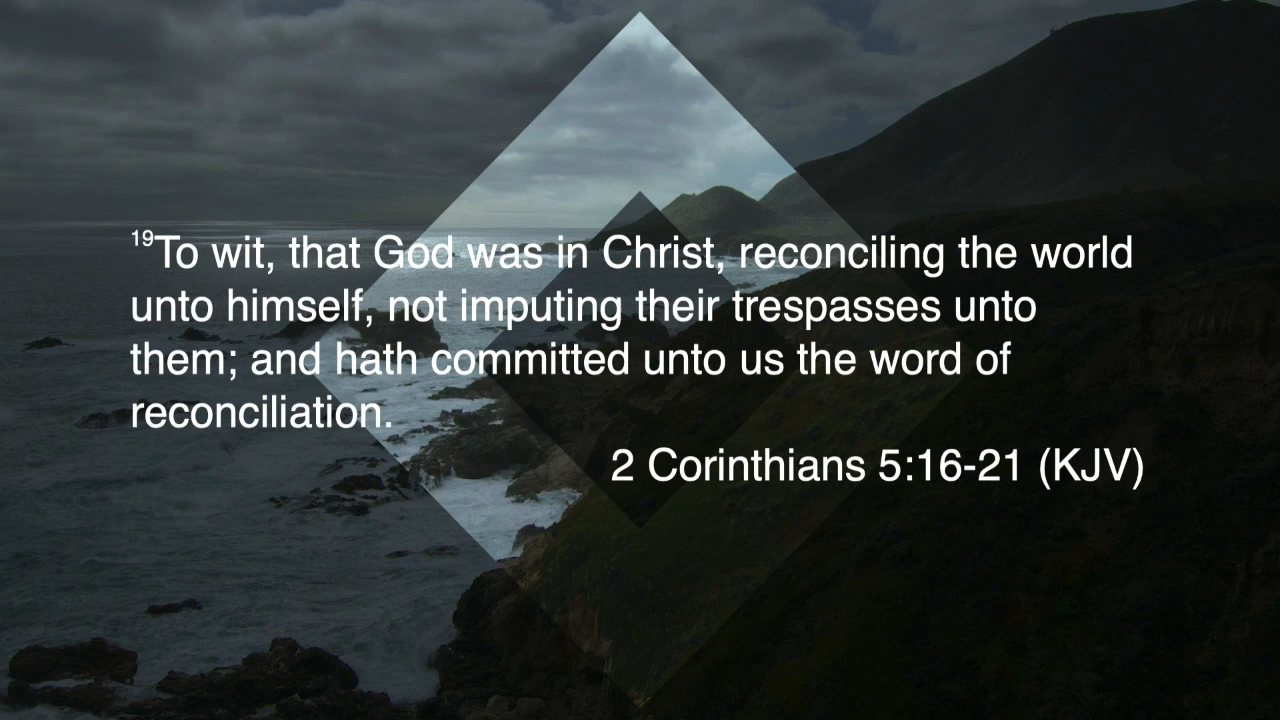 19To wit, that God was in Christ, reconciling the world
unto himself, not imputing their trespasses unto
them; and hath committed unto us the word of
reconciliation.
2 Corinthians 5:16-21 (KJV)